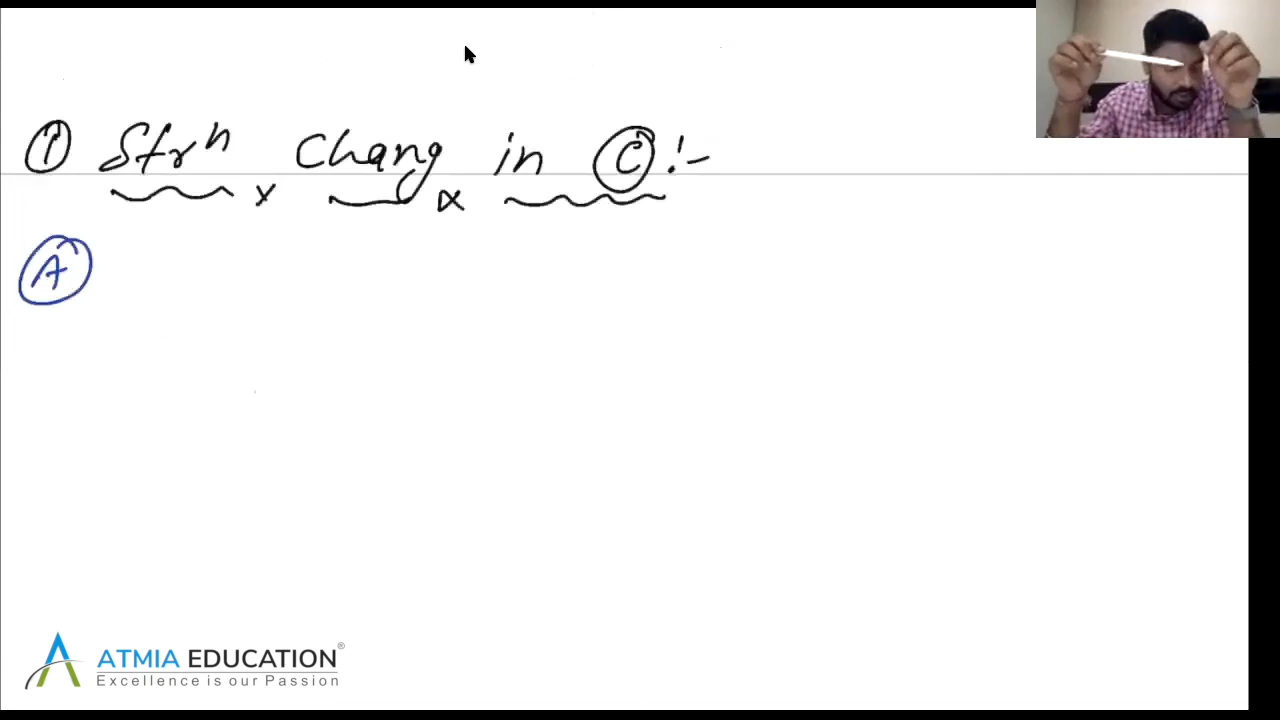 ① Strⁿ Chang in Ⓒ :-
Ⓐ
ATMIA EDUCATION®
Excellence is our Passion